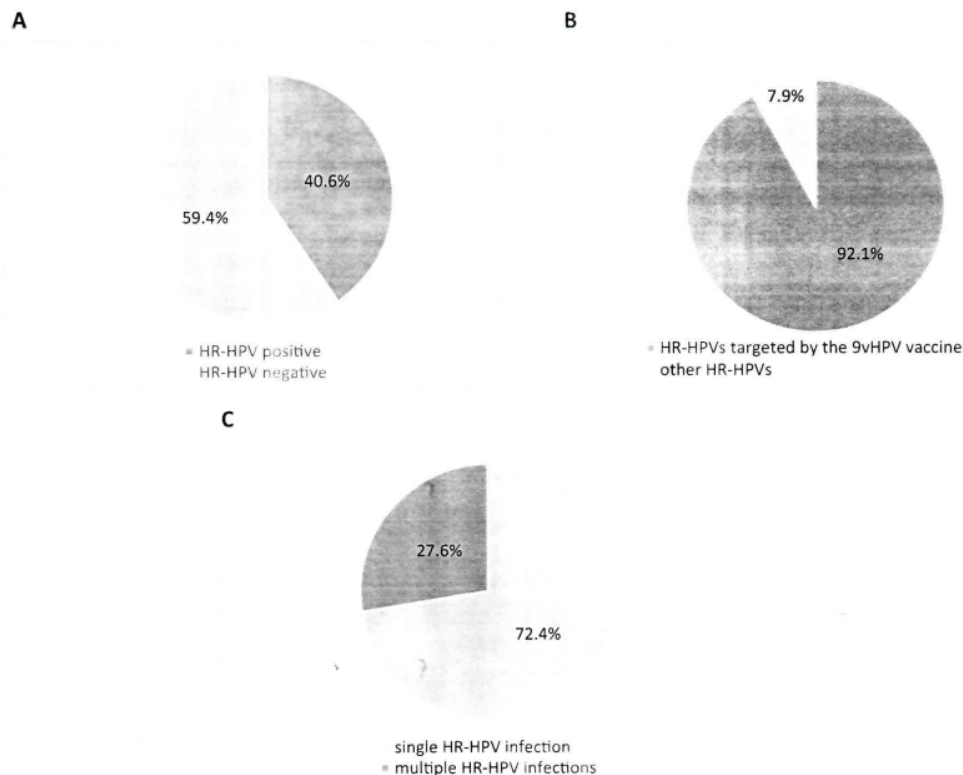 A
B
7.9%
40.6%
59.4%
92.1%
HR-HPV positive
HR-HPV negative
HR-HPVs targeted by the 9vHPV vaccine
other HR-HPVs
C
27.6%
72.4%
single HR-HPV infection
multiple HR-HPV infections